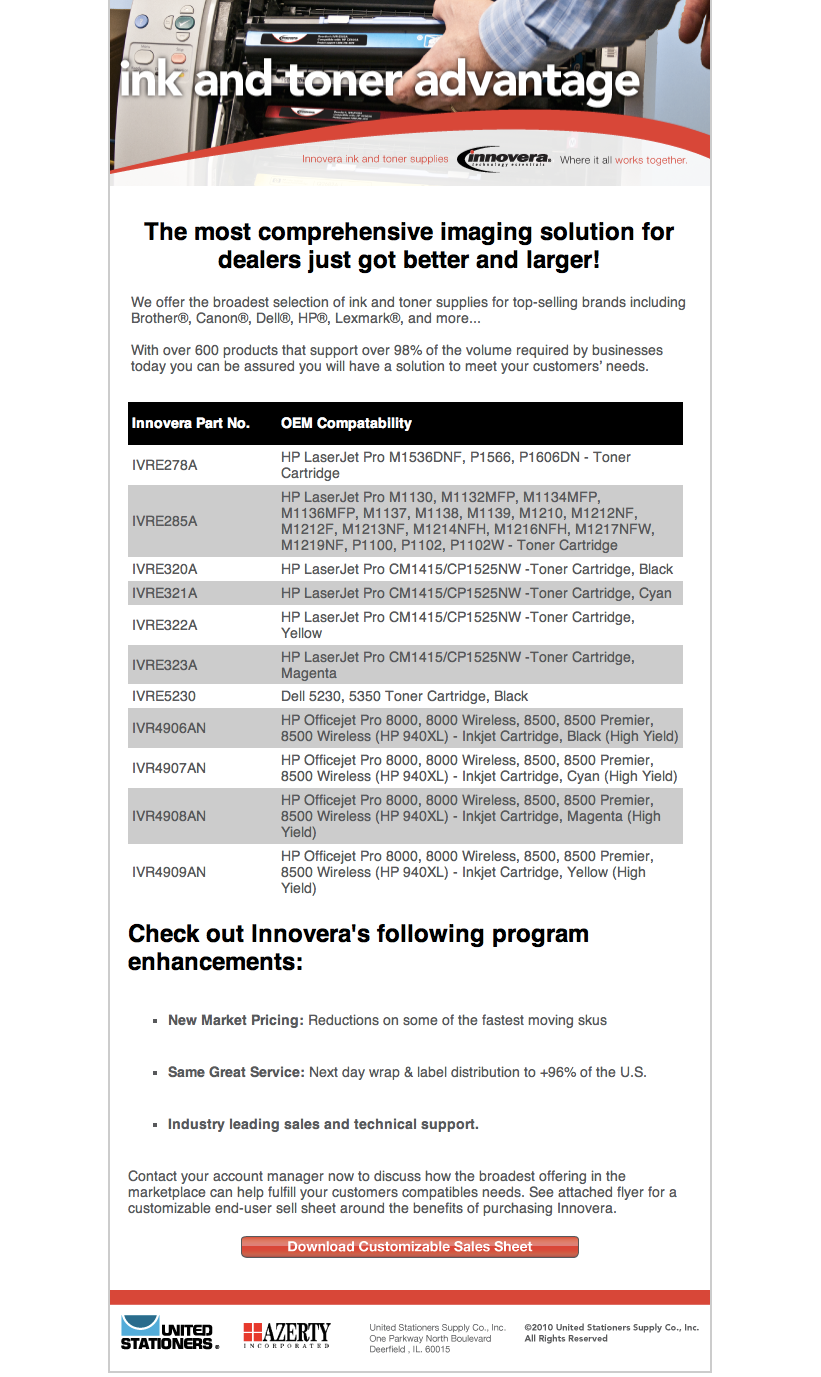 ink and toner advantage
Innovera ink and toner supplies
innovera.
technology essentials
Where it all works together.
The most comprehensive imaging solution for
dealers just got better and larger!
We offer the broadest selection of ink and toner supplies for top-selling brands including
Brother®, Canon®, Dell®, HP®, Lexmark®, and more...
With over 600 products that support over 98% of the volume required by businesses
today you can be assured you will have a solution to meet your customers’ needs.
Innovera Part No. OEM Compatability
IVRE278A HP LaserJet Pro M1536DNF, P1566, P1606DN - Toner
Cartridge
IVRE285A HP LaserJet Pro M1130, M1132MFP, M1134MFP,
M1136MFP, M1137, M1138, M1139, M1210, M1212NF,
M1212F, M1213NF, M1214NFH, M1216NFH, M1217NFW,
M1219NF, P1100, P1102, P1102W - Toner Cartridge
IVRE320A HP LaserJet Pro CM1415/CP1525NW -Toner Cartridge, Black
IVRE321A HP LaserJet Pro CM1415/CP1525NW -Toner Cartridge, Cyan
IVRE322A HP LaserJet Pro CM1415/CP1525NW -Toner Cartridge,
Yellow
IVRE323A HP LaserJet Pro CM1415/CP1525NW -Toner Cartridge,
Magenta
IVRE5230 Dell 5230, 5350 Toner Cartridge, Black
IVR4906AN HP Officejet Pro 8000, 8000 Wireless, 8500, 8500 Premier,
8500 Wireless (HP 940XL) - Inkjet Cartridge, Black (High Yield)
IVR4907AN HP Officejet Pro 8000, 8000 Wireless, 8500, 8500 Premier,
8500 Wireless (HP 940XL) - Inkjet Cartridge, Cyan (High Yield)
IVR4908AN HP Officejet Pro 8000, 8000 Wireless, 8500, 8500 Premier,
8500 Wireless (HP 940XL) - Inkjet Cartridge, Magenta (High
Yield)
IVR4909AN HP Officejet Pro 8000, 8000 Wireless, 8500, 8500 Premier,
8500 Wireless (HP 940XL) - Inkjet Cartridge, Yellow (High
Yield)
Check out Innovera's following program
enhancements:
▪ New Market Pricing: Reductions on some of the fastest moving skus
▪ Same Great Service: Next day wrap & label distribution to +96% of the U.S.
▪ Industry leading sales and technical support.
Contact your account manager now to discuss how the broadest offering in the
marketplace can help fulfill your customers compatibles needs. See attached flyer for a
customizable end-user sell sheet around the benefits of purchasing Innovera.
Download Customizable Sales Sheet
UNITED
STATIONERS®
AZERTY
INCORPORATED
United Stationers Supply Co., Inc.
One Parkway North Boulevard
Deerfield , IL. 60015
©2010 United Stationers Supply Co., Inc.
All Rights Reserved